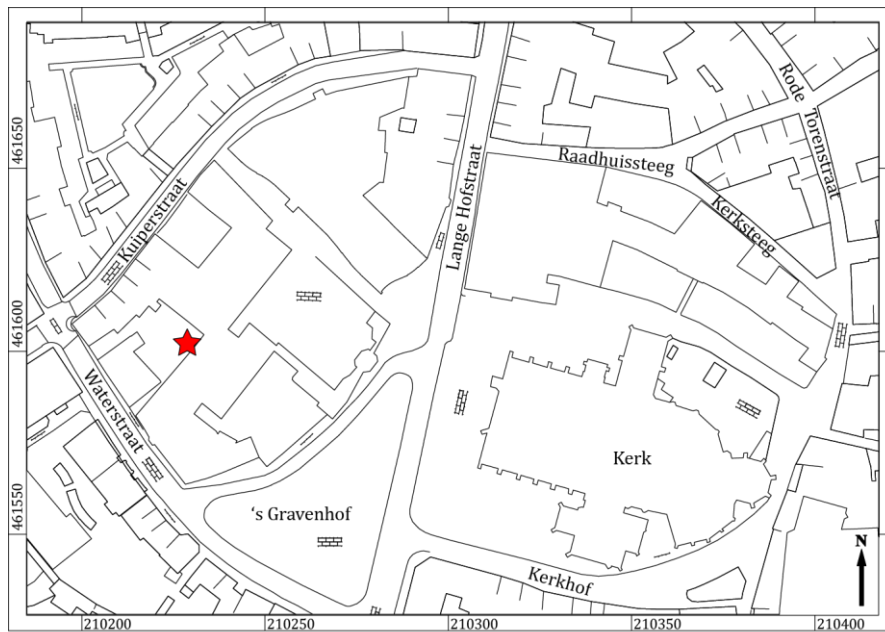 Rode Torenstraat
461650
Raadhuissteeg
Kuiperstraat
Lange Hofstraat
Kerksteeg
461600
Waterstraat
Kerk
461550
‘s Gravenhof
N
Kerkhof
210200
210250
210300
210350
210400